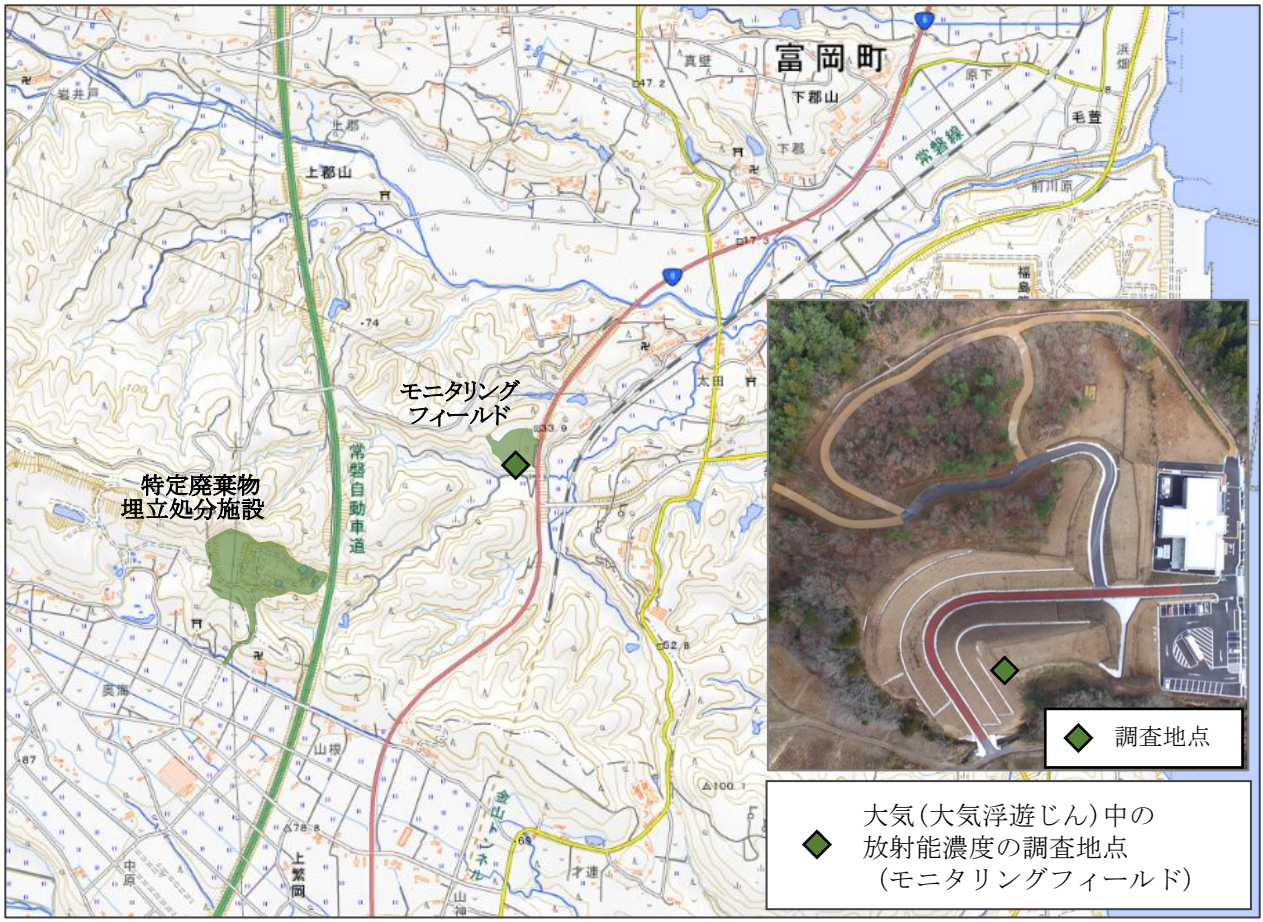 6
富岡町
真壁
47.2
下郡山
原下
浜畑
8
毛萱
岩井戸
上郡
上郡山
下郡
常磐線
前川原
17.3
20
6
福島第
74
モニタリング
フィールド
33.9
太田
100
常磐自動車道
特定廃棄物
埋立処分施設
52.8
奥海
山根
87
78.8
100.1
金山トンネル
69
才連
上繁岡
中原
山神
調査地点
大気(大気浮遊じん)中の
放射能濃度の調査地点
(モニタリングフィールド)